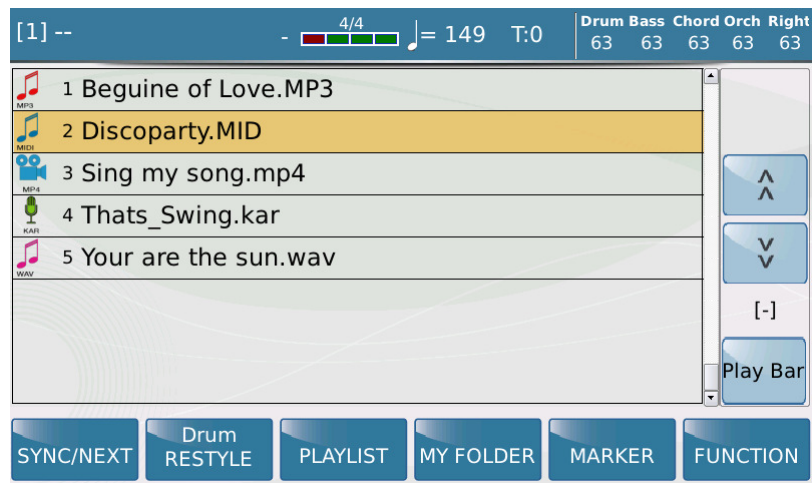 [1] --
- 4/4 = 149 T:0
Drum Bass Chord Orch Right
63 63 63 63 63
MP3 1 Beguine of Love.MP3
MIDI 2 Discoparty.MID
MP4 3 Sing my song.mp4
KAR 4 Thats_Swing.kar
WAV 5 Your are the sun.wav
[-]
Play Bar
SYNC/NEXT
Drum
RESTYLE
PLAYLIST
MY FOLDER
MARKER
FUNCTION